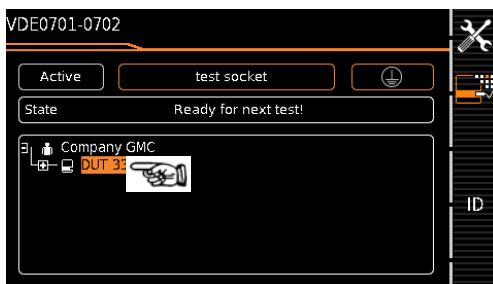 VDE0701-0702
Active test socket
State Ready for next test!
Company GMC
DUT 33
ID